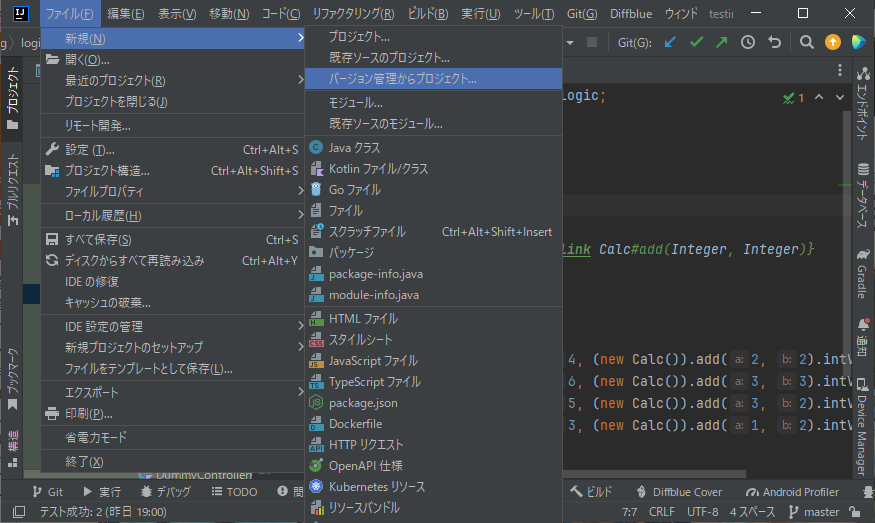 ファイル(F) 編集(E) 表示(V) 移動(N) コード(C) リファクタリング(R) ビルド(B) 実行(U) ツール(T) Git(G) Diffblue ウィンド testin
logi
Git(G):
新規(N)
開く(O)...
最近のプロジェクト(R)
プロジェクトを閉じる(J)
リモート開発...
設定 (T)... Ctrl+Alt+S
プロジェクト構造... Ctrl+Alt+Shift+S
ファイルプロパティ
ローカル履歴(H)
すべて保存(S) Ctrl+S
ディスクからすべて再読み込み Ctrl+Alt+Y
IDE の修復
キャッシュの破棄...
IDE 設定の管理
新規プロジェクトのセットアップ
ファイルをテンプレートとして保存(L)...
エクスポート
印刷(P)...
省電力モード
終了(X)
プロジェクト...
既存ソースのプロジェクト...
バージョン管理からプロジェクト...
モジュール...
既存ソースのモジュール...
Java クラス
Kotlin ファイル/クラス
Go ファイル
ファイル
スクラッチファイル Ctrl+Alt+Shift+Insert
パッケージ
package-info.java
module-info.java
HTML ファイル
スタイルシート
JavaScript ファイル
TypeScript ファイル
package.json
Dockerfile
HTTP リクエスト
OpenAPI 仕様
Kubernetes リソース
リソースバンドル
プロジェクト
プルリクエスト
ブックマーク
構造
logic;
1
link Calc#add(Integer, Integer)}
4, (new Calc()).add( a: 2, b: 2).intV
6, (new Calc()).add( a: 3, b: 3).intV
5, (new Calc()).add( a: 3, b: 2).intV
3, (new Calc()).add( a: 1, b: 2).intV
エンドポイント
データベース
Gradle
通知
Device Manager
DummyController
Git 実行 デバッグ TODO 問 ビルド Diffblue Cover Android Profiler
テスト成功: 2 (昨日 19:00) 7:7 CRLF UTF-8 4 スペース master